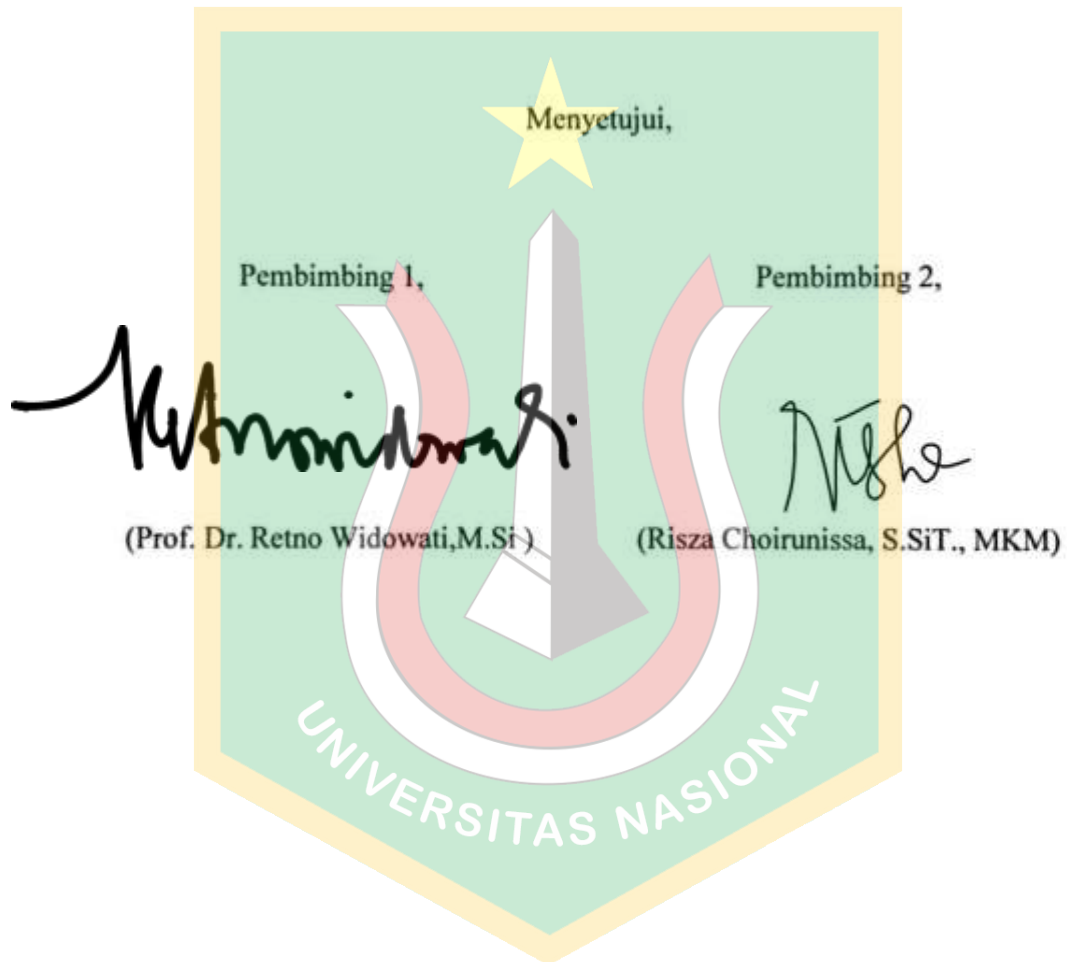 Menyetujui,
Pembimbing 1,
Pembimbing 2,
(Prof. Dr. Retno Widowati,M.Si )
(Risza Choirunissa, S.SiT., MKM)
UNIVERSITAS NASIONAL